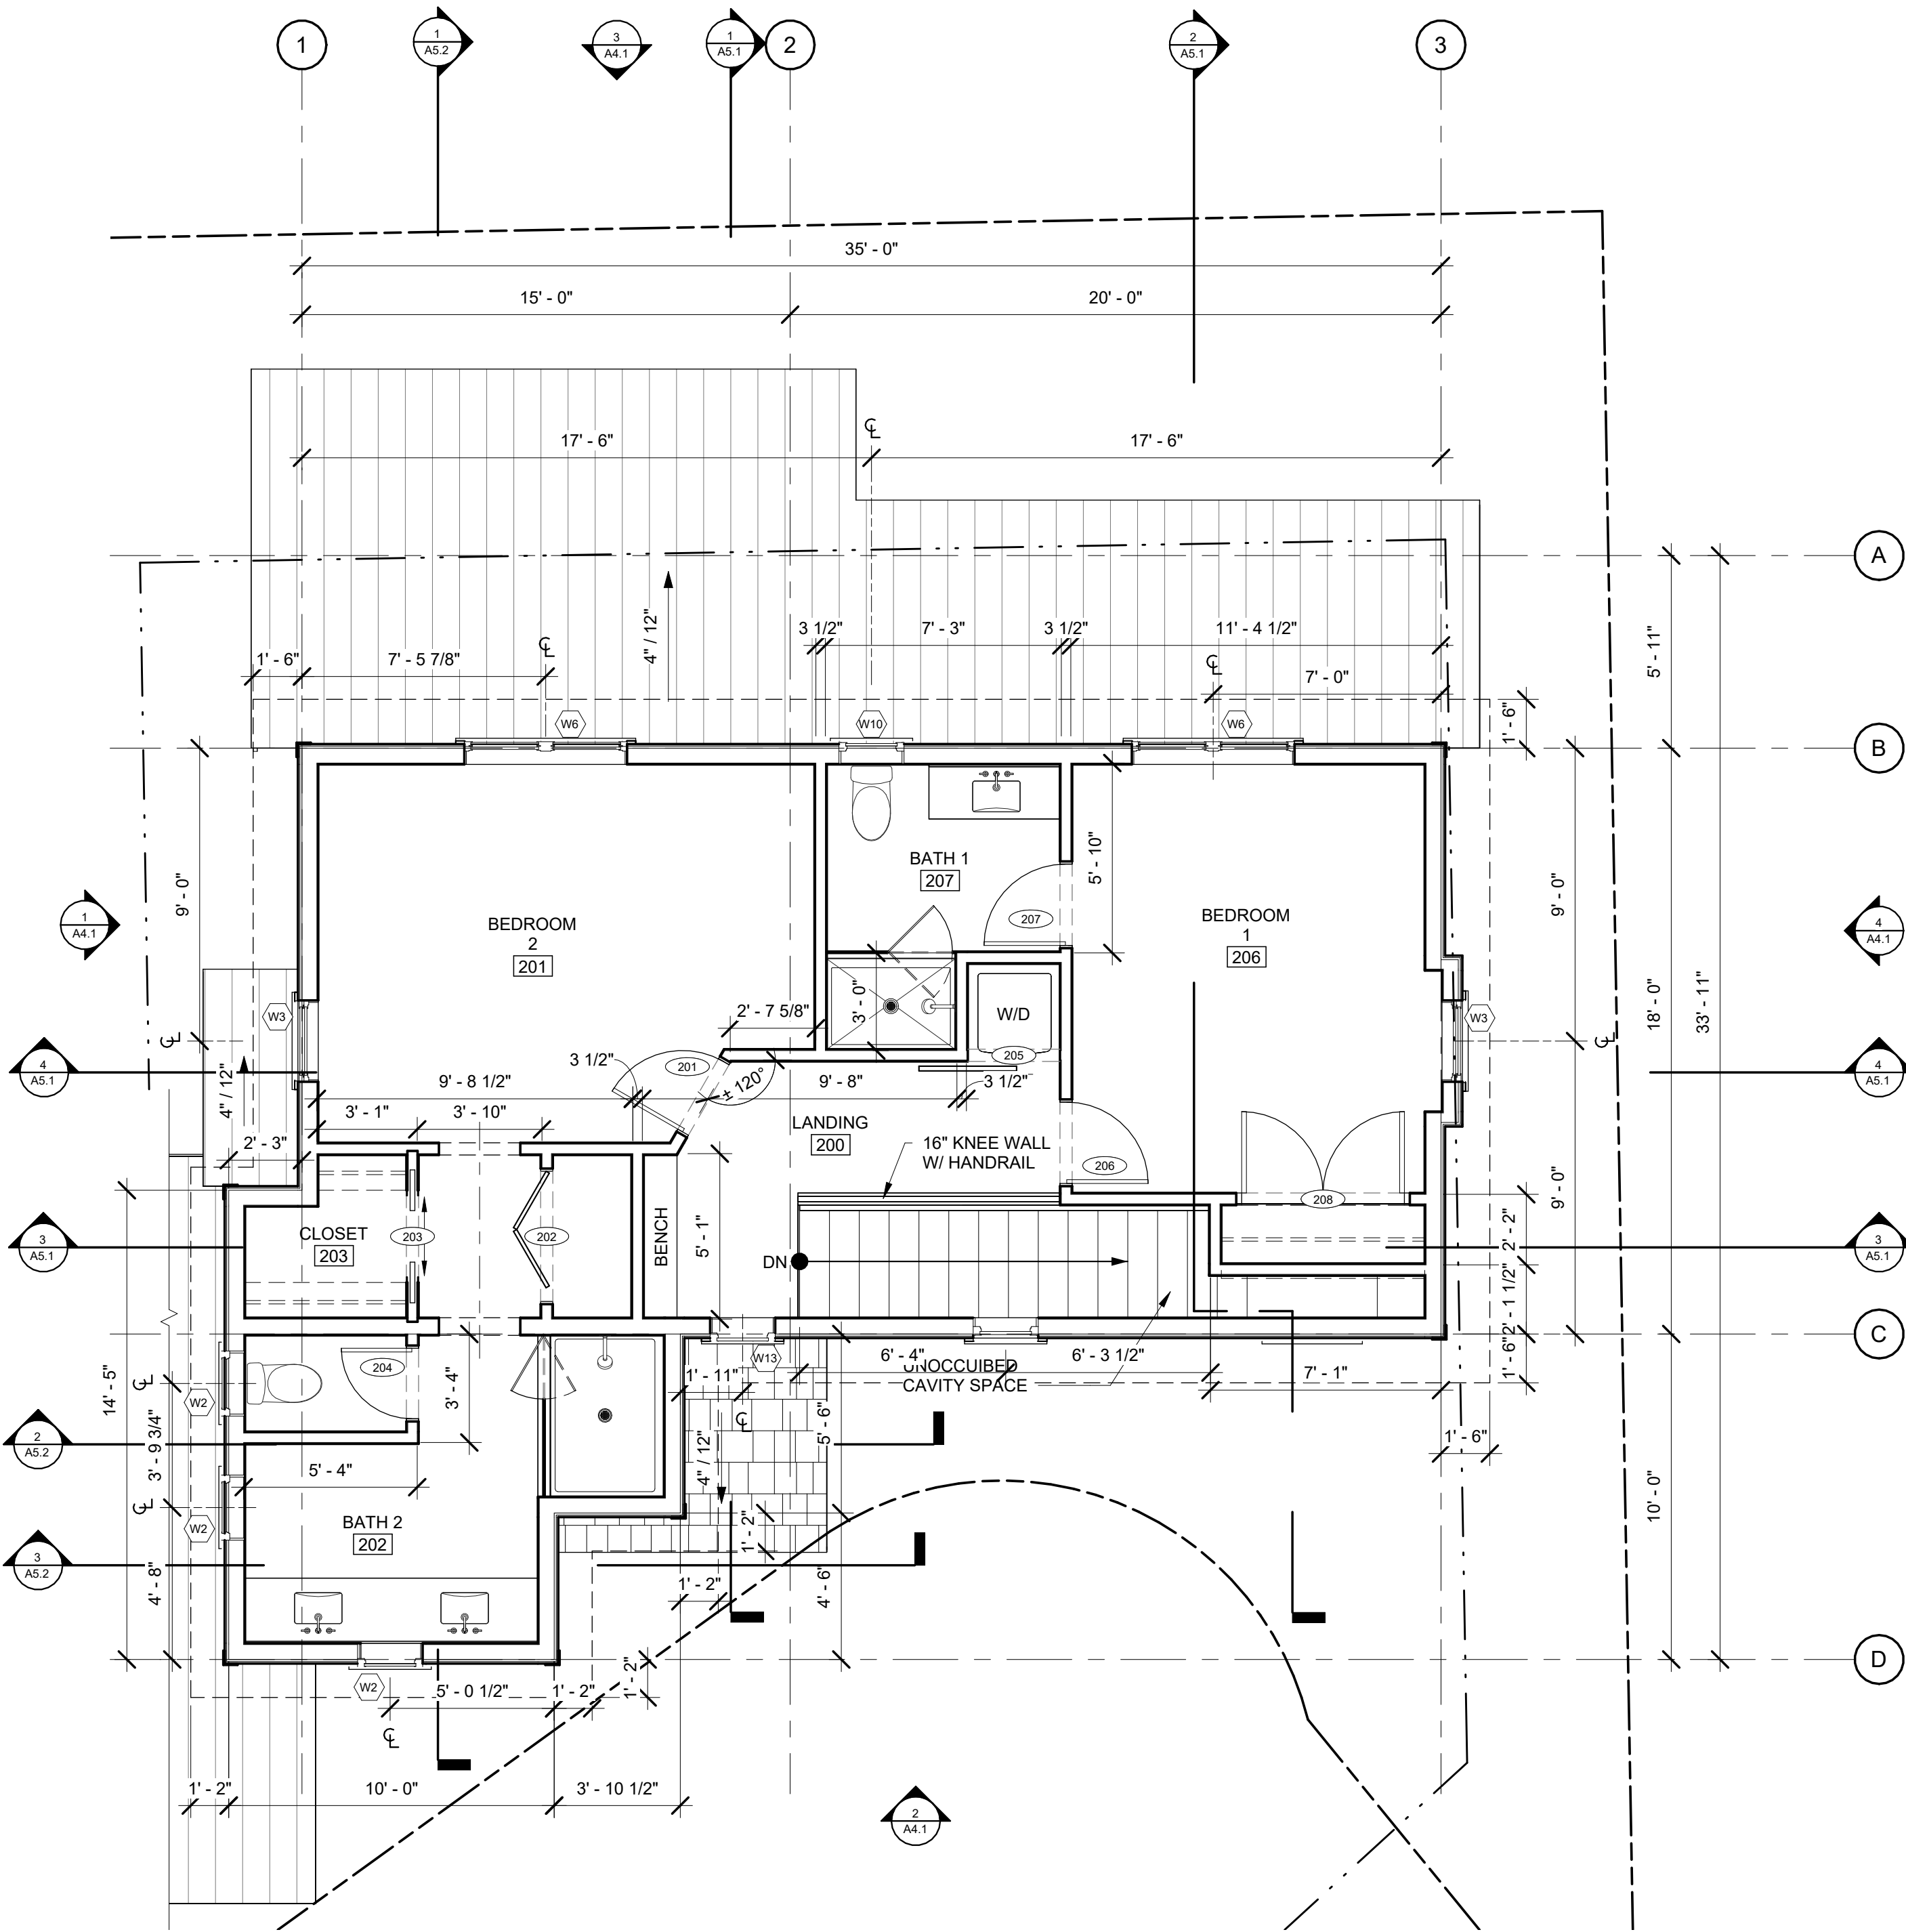 1
1
A5.2
3
A4.1
1
A5.1
2
2
A5.1
3
35' - 0"
15' - 0"
20' - 0"
17' - 6"
℄
17' - 6"
A
4" / 12"
3 1/2"
7' - 3"
3 1/2"
11' - 4 1/2"
5' - 11"
1' - 6"
7' - 5 7/8"
℄
℄
7' - 0"
1' - 6"
W6
W10
W6
B
9' - 0"
5' - 10"
BATH 1
207
9' - 0"
1
A4.1
BEDROOM
2
201
207
BEDROOM
1
206
4
A4.1
W3
2' - 7 5/8"
3' - 0"
W/D
W3
18' - 0"
33' - 11"
℄
℄
4
A5.1
4" / 12"
3 1/2"
201
205
4
A5.1
9' - 8 1/2"
± 120°
9' - 8"
3 1/2"
3' - 1"
3' - 10"
LANDING
200
2' - 3"
16" KNEE WALL
W/ HANDRAIL
206
208
9' - 0"
CLOSET
203
203
202
BENCH
5' - 1"
DN
2' - 2"
3
A5.1
3
A5.1
2' - 1 1/2"
C
14' - 5"
℄
204
3' - 4"
W13
1' - 11"
6' - 4"
6' - 3 1/2"
UNOCCUIBED
CAVITY SPACE
7' - 1"
1' - 6"
W2
℄
2
A5.2
3' - 9 3/4"
4" / 12"
5' - 6"
1' - 6"
5' - 4"
℄
W2
BATH 2
202
1' - 2"
10' - 0"
3
A5.2
4' - 8"
1' - 2"
4' - 6"
D
W2
5' - 0 1/2"
1' - 2"
1' - 2"
℄
1' - 2"
10' - 0"
3' - 10 1/2"
2
A4.1